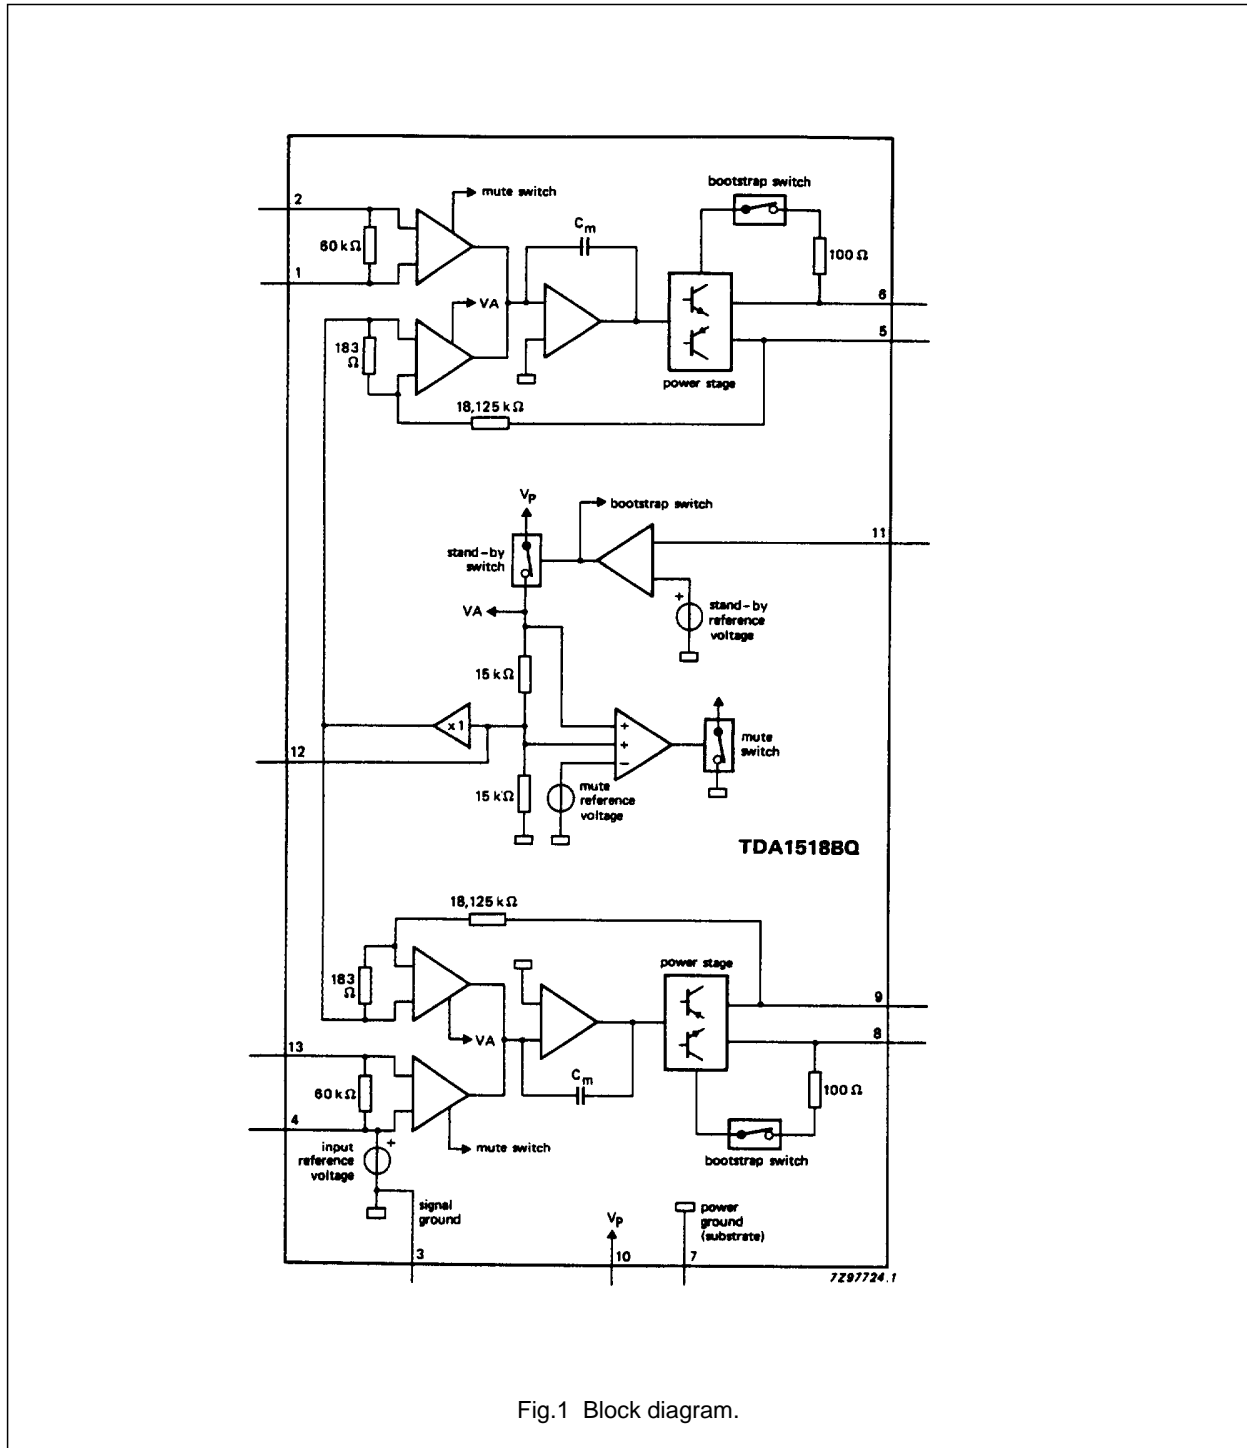 2
mute switch
bootstrap switch
60 kΩ
Cm
100 Ω
1
VA
6
183
Ω
5
power stage
18,125 kΩ
VP
bootstrap switch
11
stand-by
switch
VA
+
stand-by
reference
voltage
15 kΩ
x1
+
+
−
mute
switch
12
15 kΩ
mute
reference
voltage
TDA1518BQ
18,125 kΩ
power stage
183
Ω
9
VA
8
13
Cm
60 kΩ
100 Ω
4
input
reference
voltage
+
mute switch
bootstrap switch
signal
ground
VP
power
ground
(substrate)
3
10
7
7Z97724.1
Fig.1 Block diagram.